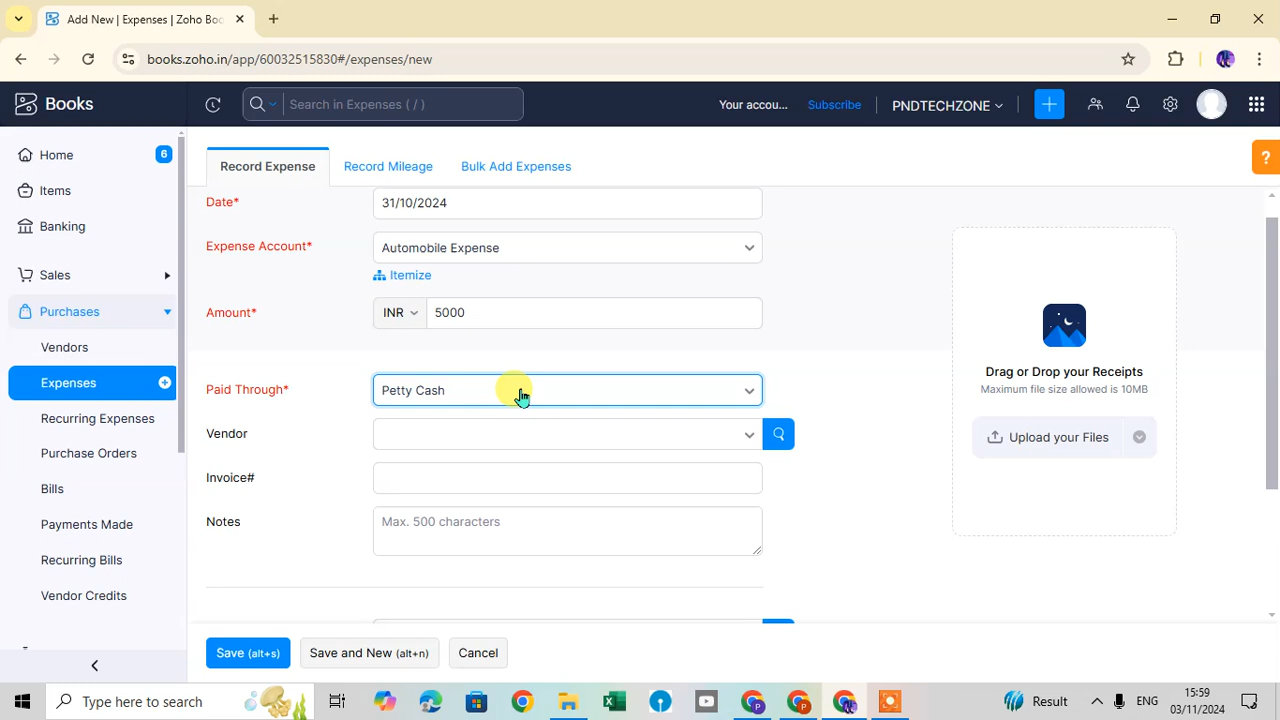 Add New | Expenses | Zoho Boo
books.zoho.in/app/60032515830#/expenses/new
Books
Search in Expenses ( / )
Your accou...
Subscribe
PNDTECHZONE
Home
6
Items
Banking
Sales
Purchases
Vendors
Expenses
Recurring Expenses
Purchase Orders
Bills
Payments Made
Recurring Bills
Vendor Credits
Record Expense
Record Mileage
Bulk Add Expenses
?
Date*
31/10/2024
Expense Account*
Automobile Expense
Itemize
Amount*
INR
5000
Paid Through*
Petty Cash
Vendor
Invoice#
Notes
Max. 500 characters
Drag or Drop your Receipts
Maximum file size allowed is 10MB
Upload your Files
Save (alt+s)
Save and New (alt+n)
Cancel
Type here to search
Result
ENG
15:59
03/11/2024